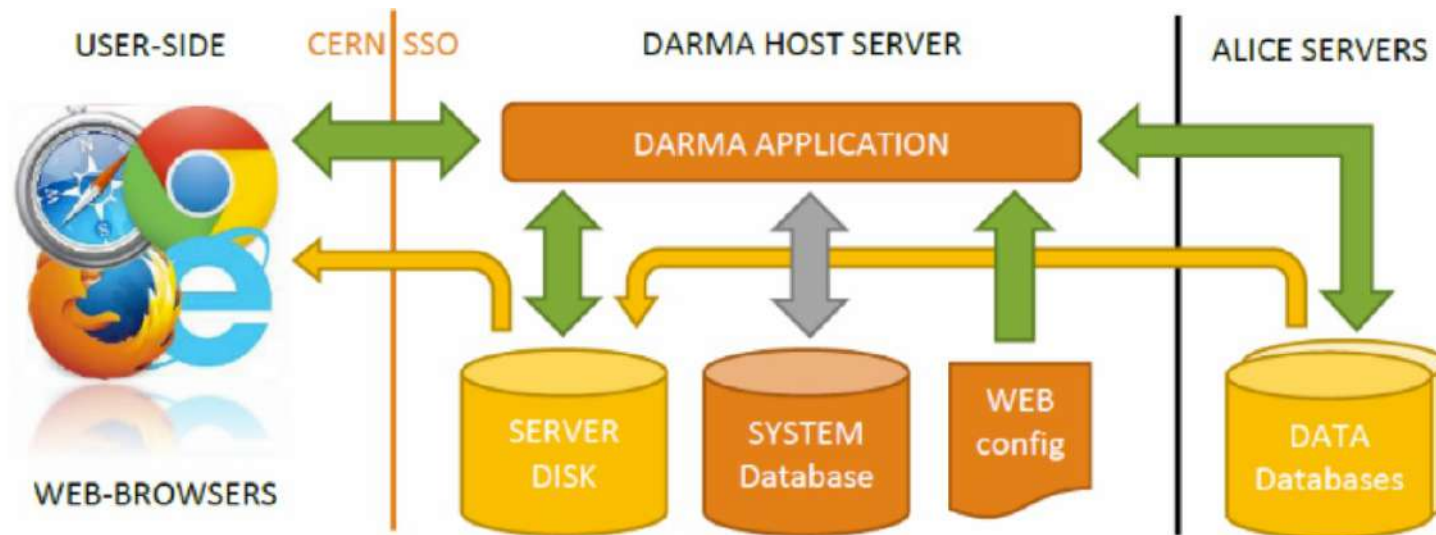 USER-SIDE
CERN SSO
DARMA HOST SERVER
ALICE SERVERS
DARMA APPLICATION
SERVER
DISK
SYSTEM
Database
WEB
config
DATA
Databases
WEB-BROWSERS